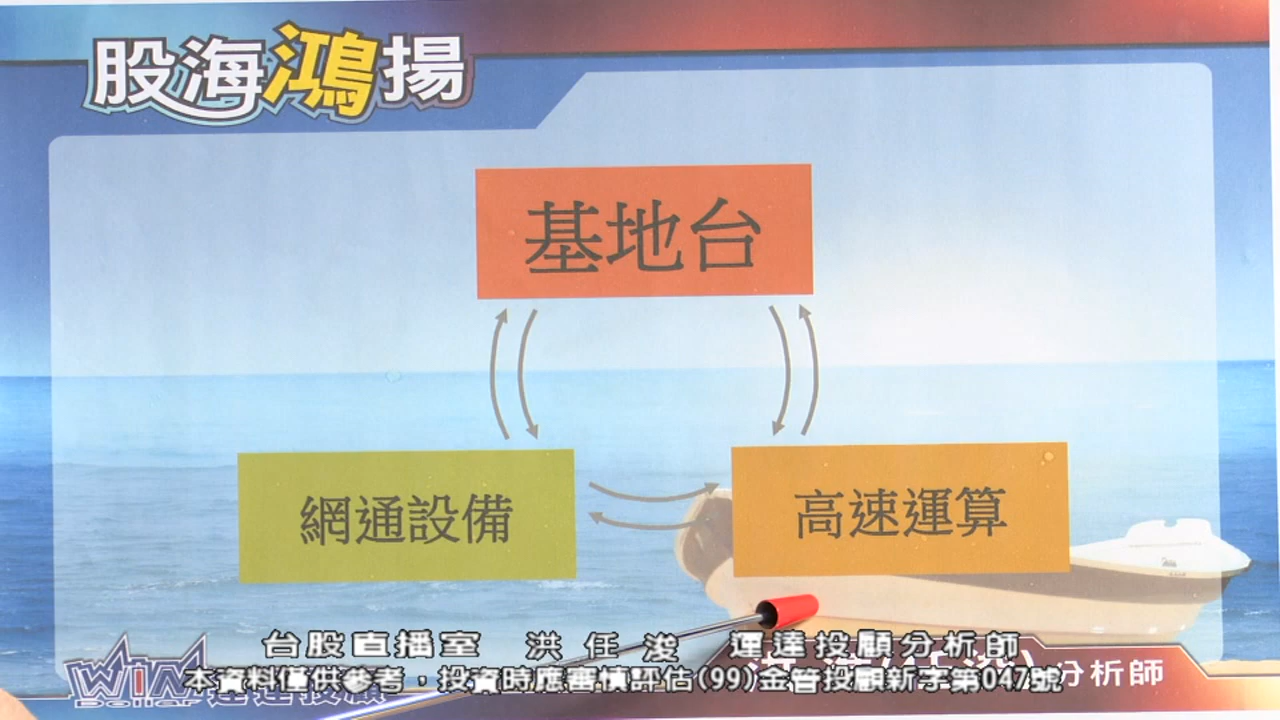 股海鴻揚
基地台
網通設備
高速運算
台股直播室 洪任浚 運達投顧分析師
本資料僅供參考，投資時應審慎評估(99)金管投顧新字第047號
WIN
Dollar
分析師